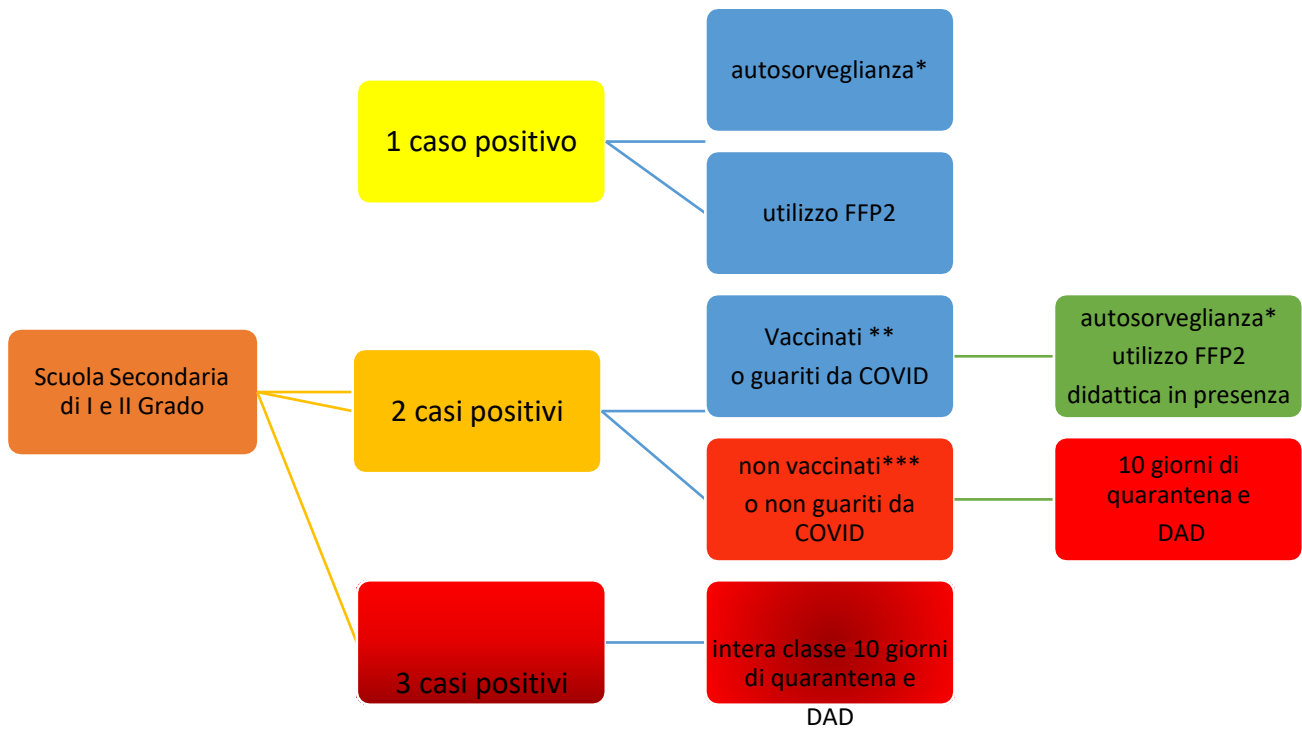 Scuola Secondaria
di I e II Grado
1 caso positivo
autosorveglianza*
utilizzo FFP2
2 casi positivi
Vaccinati **
o guariti da COVID
autosorveglianza*
utilizzo FFP2
didattica in presenza
non vaccinati***
o non guariti da
COVID
10 giorni di
quarantena e
DAD
3 casi positivi
intera classe 10 giorni
di quarantena e
DAD